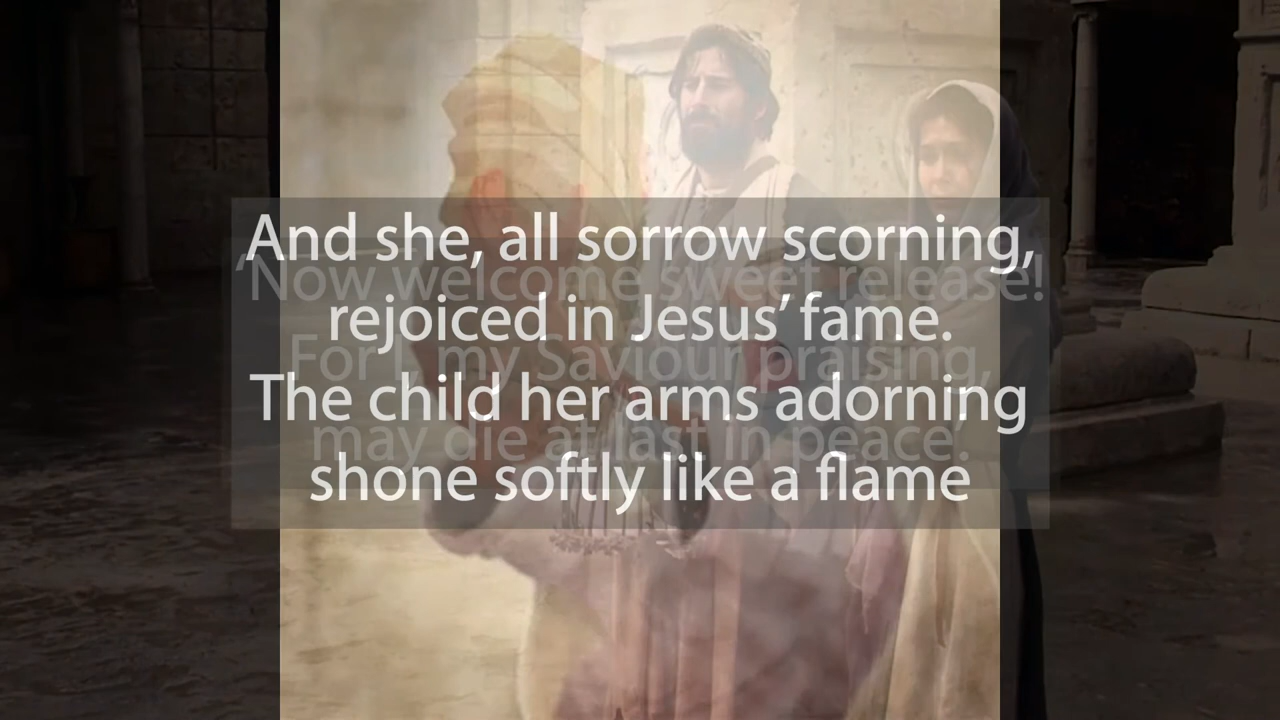 And she, all sorrow scorning,
rejoiced in Jesus’ fame.
The child her arms adorning
shone softly like a flame
‘Now welcome sweet release!
For I, my Saviour praising,
may die at last in peace.